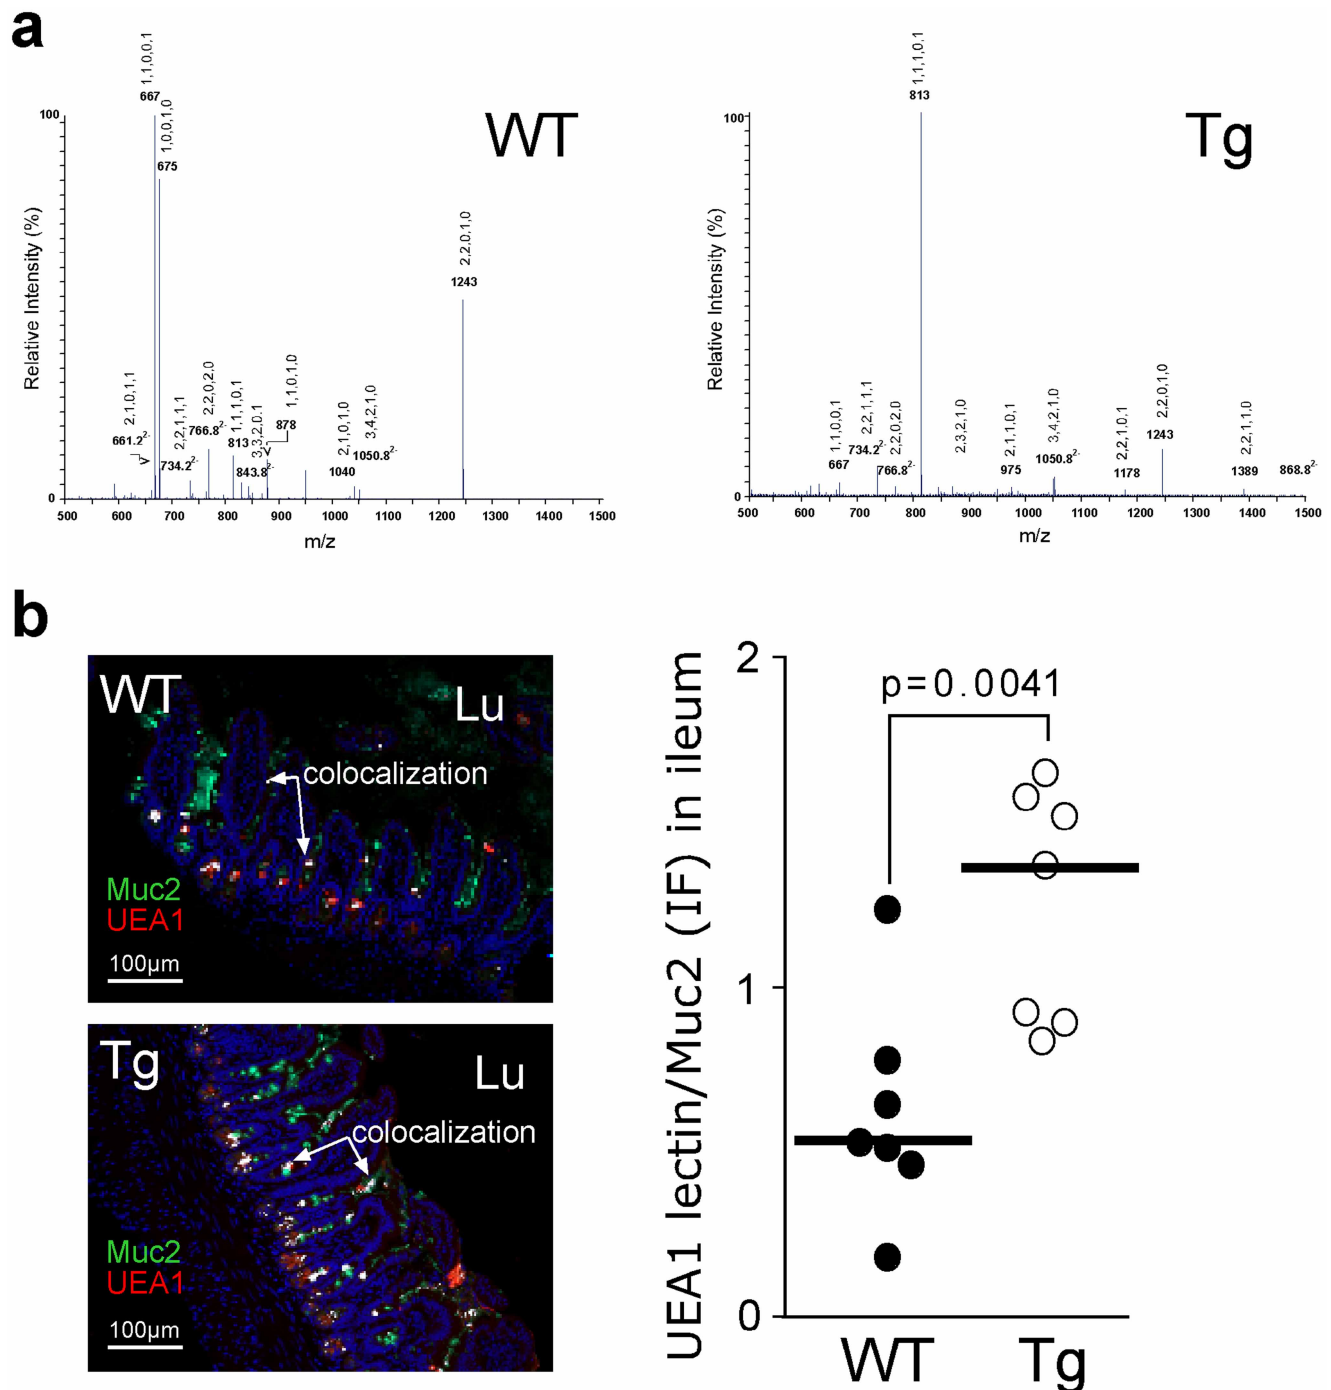 a
WT
Relative Intensity (%)
100
0
1,1,0,0,1
667
1,0,0,1,0
675
2,1,0,1,1
661.2²⁻
2,2,1,1,1
734.2²⁻
2,2,0,2,0
766.8²⁻
1,1,1,0,1
813
3,3,2,0,1
843.8²⁻
1,1,0,1,0
878
2,1,0,1,0
1040
3,4,2,1,0
1050.8²⁻
2,2,0,1,0
1243
500 600 700 800 900 1000 1100 1200 1300 1400 1500
m/z
Tg
Relative Intensity (%)
100
0
1,1,1,0,1
813
1,1,0,0,1
667
2,2,1,1,1
734.2²⁻
2,2,0,2,0
766.8²⁻
2,3,2,1,0
2,1,1,0,1
975
3,4,2,1,0
1050.8²⁻
2,2,1,0,1
1178
2,2,0,1,0
1243
2,2,1,1,0
1389
868.8²⁻
500 600 700 800 900 1000 1100 1200 1300 1400 1500
m/z
b
WT
Lu
colocalization
Muc2
UEA1
100µm
Tg
Lu
colocalization
Muc2
UEA1
100µm
UEA1 lectin/Muc2 (IF) in ileum
2
1
0
p=0.0041
WT Tg